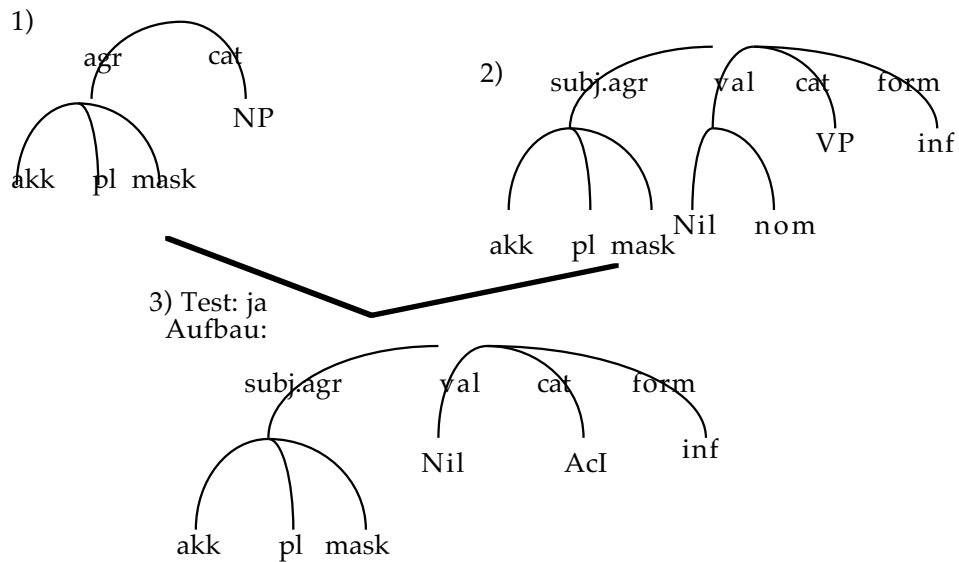 1)
agr cat
NP
akk pl mask
2)
subj.agr val cat form
VP inf
Nil nom
akk pl mask
3) Test: ja
Aufbau:
subj.agr val cat form
Nil AcI inf
akk pl mask